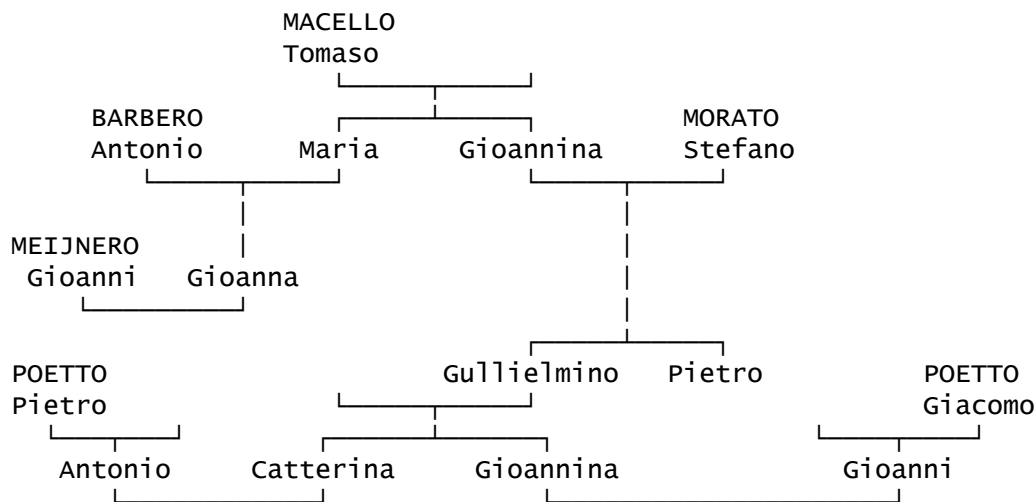 MACELLO
Tomaso
BARBERO MORATO
Antonio Maria Gioannina Stefano
MEIJNERO
Gioanni Gioanna
POETTO Gullielmino Pietro POETTO
Pietro Giacomo
Antonio Catterina Gioannina Gioanni